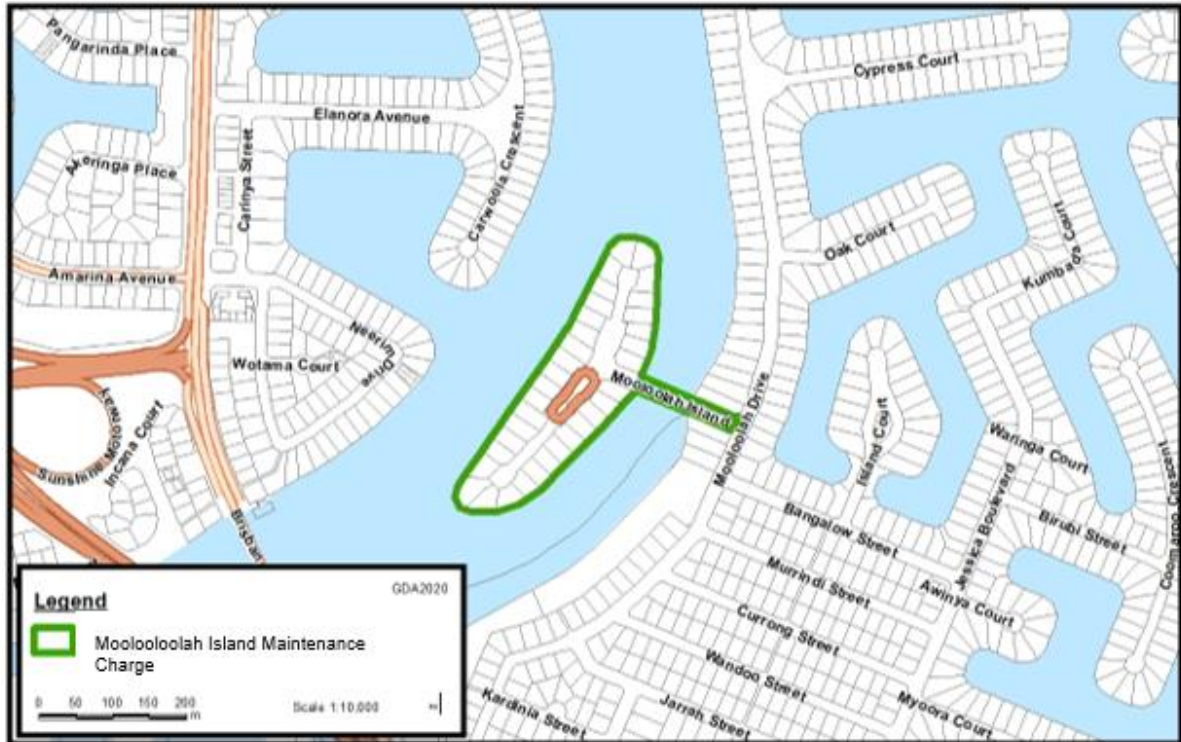 Pangarinda Place
Elanora Avenue
Carwoola Crescent
Cypress Court
Akeringa Place
Carinya Street
Oak Court
Kumbada Court
Amarina Avenue
Neerim Drive
Wotama Court
Mooloolah Island
Mooloolah Drive
Island Court
Waringa Court
Sunshine Motorway
Incana Court
Brisban
Bangalow Street
Jessica Boulevard
Birubi Street
Coomaroo Crescent
Murrindi Street
Awinya Court
Currong Street
Wandoo Street
Myoora Court
Kardinia Street
Jarrah Street
Legend
GDA2020
Moolooloolah Island Maintenance
Charge
0 50 100 150 200
m
Scale 1:10,000